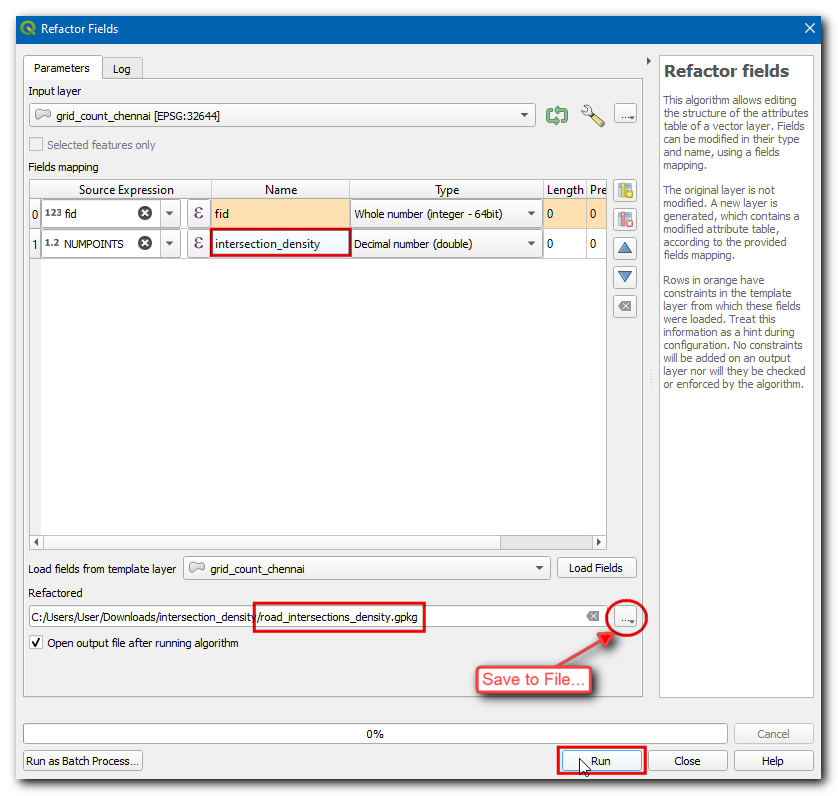 Refactor Fields
Parameters
Log
Input layer
grid_count_chennai [EPSG:32644]
...
Selected features only
Fields mapping
Source Expression Name Type Length Pre
0 123 fid ε fid Whole number (integer - 64bit) 0 0
1 1.2 NUMPOINTS ε intersection_density Decimal number (double) 0 0
Load fields from template layer grid_count_chennai Load Fields
Refactored
C:/Users/User/Downloads/intersection_density/road_intersections_density.gpkg
...
Open output file after running algorithm
Save to File...
Refactor fields
This algorithm allows editing
the structure of the attributes
table of a vector layer. Fields
can be modified in their type
and name, using a fields
mapping.
The original layer is not
modified. A new layer is
generated, which contains a
modified attribute table,
according to the provided
fields mapping.
Rows in orange have
constraints in the template
layer from which these fields
were loaded. Treat this
information as a hint during
configuration. No constraints
will be added on an output
layer nor will they be checked
or enforced by the algorithm.
0%
Cancel
Run as Batch Process...
Run
Close
Help